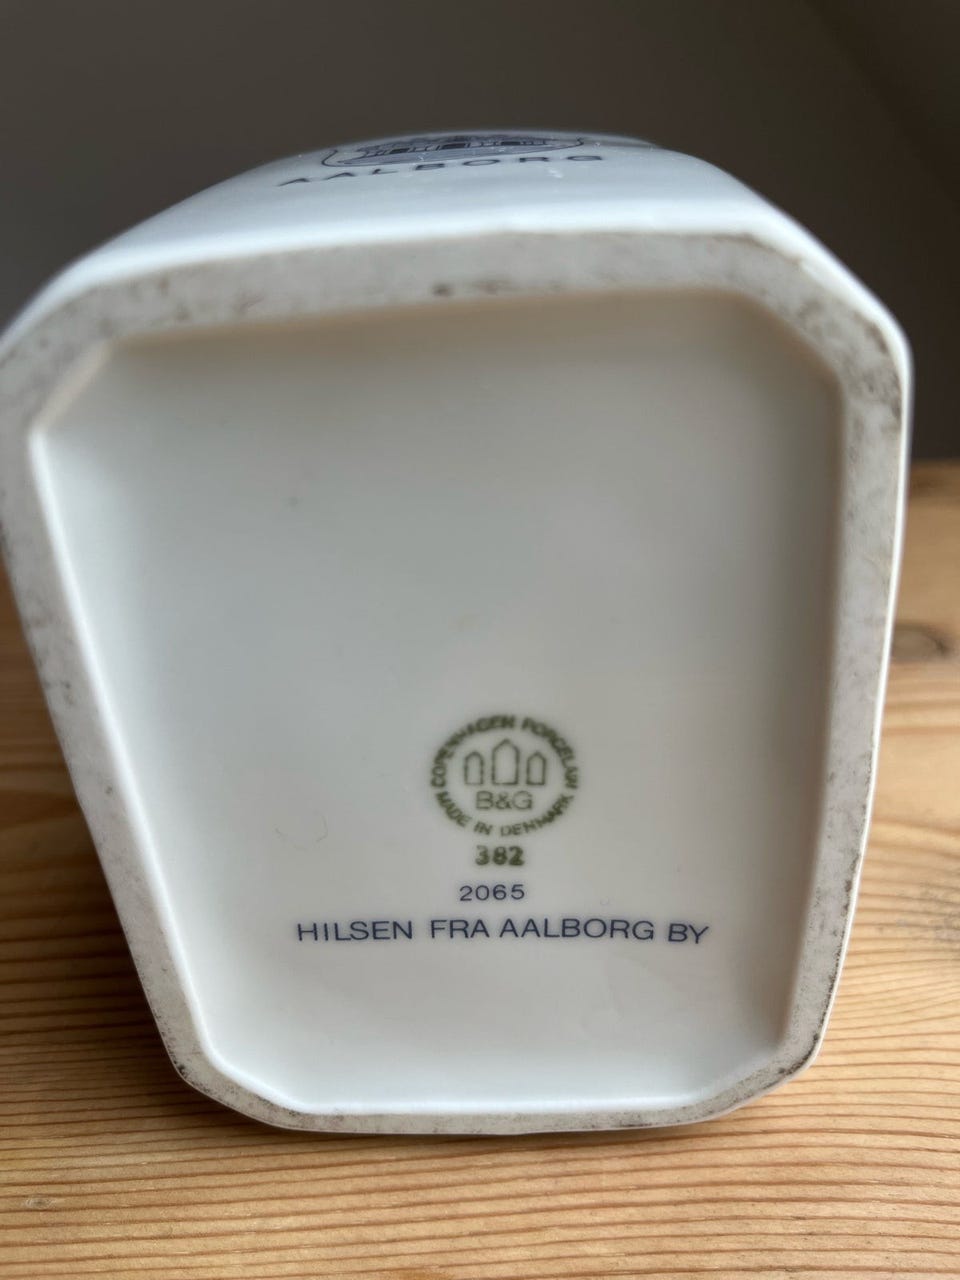 AALBORG
COPENHAGEN PORCELAIN
B&G
MADE IN DENMARK
382
2065
HILSEN FRA AALBORG BY